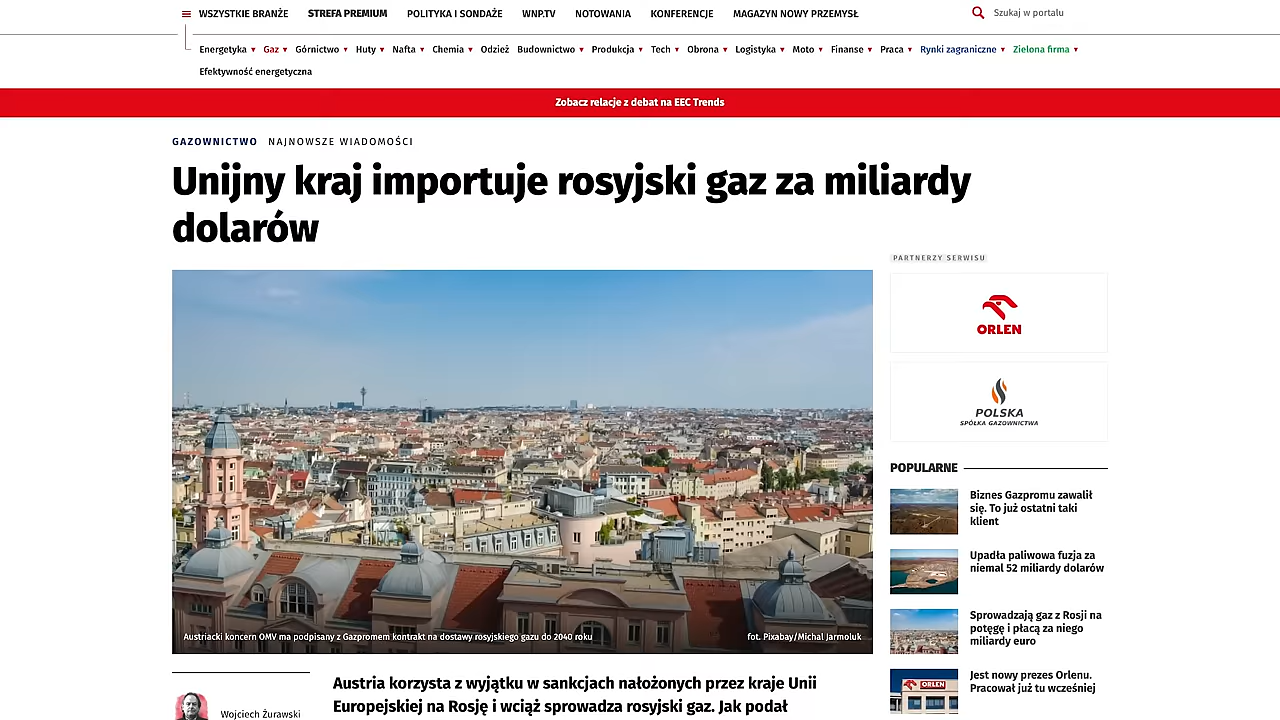 WSZYSTKIE BRANŻE STREFA PREMIUM POLITYKA I SONDAŻE WNP.TV NOTOWANIA KONFERENCJE MAGAZYN NOWY PRZEMYSŁ Szukaj w portalu
Energetyka Gaz Górnictwo Huty Nafta Chemia Odzież Budownictwo Produkcja Tech Obrona Logistyka Moto Finanse Praca Rynki zagraniczne Zielona firma
Efektywność energetyczna
Zobacz relacje z debat na EEC Trends
GAZOWNICTWO NAJNOWSZE WIADOMOŚCI
Unijny kraj importuje rosyjski gaz za miliardy
dolarów
PARTNERZY SERWISU
ORLEN
POLSKA
SPÓŁKA GAZOWNICTWA
POPULARNE
Biznes Gazpromu zawalił
się. To już ostatni taki
klient
Upadła paliwowa fuzja za
niemal 52 miliardy dolarów
Sprowadzają gaz z Rosji na
potęgę i płacą za niego
miliardy euro
ORLEN
Jest nowy prezes Orlenu.
Pracował już tu wcześniej
Austriacki koncern OMV ma podpisany z Gazpromem kontrakt na dostawy rosyjskiego gazu do 2040 roku
fot. Pixabay/Michal Jarmoluk
Wojciech Żurawski
Austria korzysta z wyjątku w sankcjach nałożonych przez kraje Unii
Europejskiej na Rosję i wciąż sprowadza rosyjski gaz. Jak podał